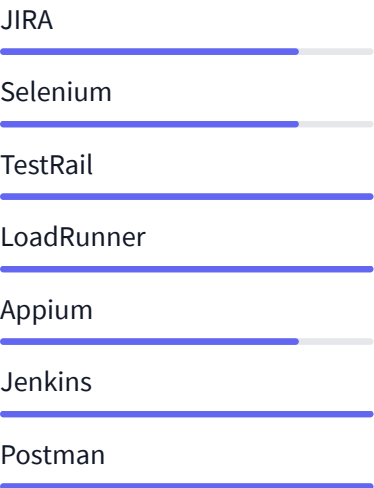 JIRA
Selenium
TestRail
LoadRunner
Appium
Jenkins
Postman